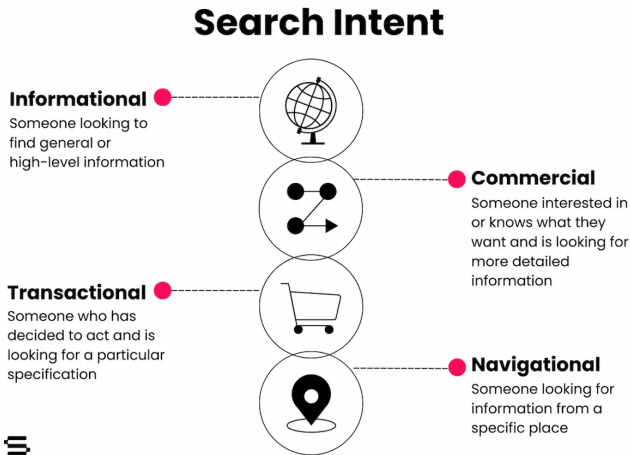 Search Intent
Informational
Someone looking to
find general or
high-level information
Commercial
Someone interested in
or knows what they
want and is looking for
more detailed
information
Transactional
Someone who has
decided to act and is
looking for a particular
specification
Navigational
Someone looking for
information from a
specific place